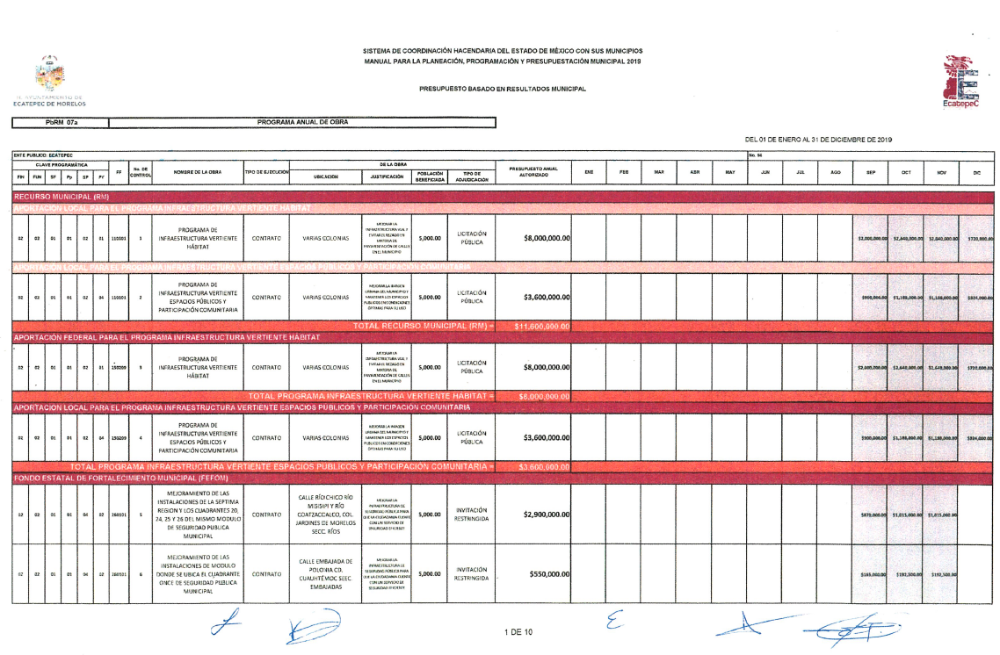 SISTEMA DE COORDINACIÓN HACENDARIA DEL ESTADO DE MÉXICO CON SUS MUNICIPIOS
MANUAL PARA LA PLANEACIÓN, PROGRAMACIÓN Y PRESUPUESTACIÓN MUNICIPAL 2019
PRESUPUESTO BASADO EN RESULTADOS MUNICIPAL
H. AYUNTAMIENTO DE
ECATEPEC DE MORELOS
EcatepeC
PbRM 07a PROGRAMA ANUAL DE OBRA
DEL 01 DE ENERO AL 31 DE DICIEMBRE DE 2019
ENTE PUBLICO: ECATEPEC No. 94
CLAVE PROGRAMÁTICA FF No. DE CONTROL NOMBRE DE LA OBRA TIPO DE EJECUCIÓN DE LA OBRA PRESUPUESTO ANUAL AUTORIZADO ENE FEB MAR ABR MAY JUN JUL AGO SEP OCT NOV DIC
FIN FUN SF Pp SP PY UBICACIÓN JUSTIFICACIÓN POBLACIÓN BENEFICIADA TIPO DE ADJUDICACIÓN
RECURSO MUNICIPAL (RM)
APORTACIÓN LOCAL PARA EL PROGRAMA INFRAESTRUCTURA VERTIENTE HABITAT
02 02 01 01 02 01 110101 1 PROGRAMA DE INFRAESTRUCTURA VERTIENTE HÁBITAT CONTRATO VARIAS COLONIAS MEJORAR LA INFRAESTRUCTURA VIAL Y EVITAR EL REZAGO EN MATERIA DE PAVIMENTACIÓN DE CALLES EN EL MUNICIPIO 5,000.00 LICITACIÓN PÚBLICA $8,000,000.00 $2,000,000.00 $2,640,000.00 $2,640,000.00 $720,000.00
APORTACIÓN LOCAL PARA EL PROGRAMA INFRAESTRUCTURA VERTIENTE ESPACIOS PUBLICOS Y PARTICIPACIÓN COMUNITARIA
02 02 01 01 02 04 110101 2 PROGRAMA DE INFRAESTRUCTURA VERTIENTE ESPACIOS PÚBLICOS Y PARTICIPACIÓN COMUNITARIA CONTRATO VARIAS COLONIAS MEJORAR LA IMAGEN URBANA DEL MUNICIPIO Y MANTENER LOS ESPACIOS PUBLICOS EN CONDICIONES ÓPTIMAS PARA SU USO 5,000.00 LICITACIÓN PÚBLICA $3,600,000.00 $900,000.00 $1,188,000.00 $1,188,000.00 $324,000.00
TOTAL RECURSO MUNICIPAL (RM) = $11,600,000.00
APORTACIÓN FEDERAL PARA EL PROGRAMA INFRAESTRUCTURA VERTIENTE HÁBITAT
02 02 01 01 02 01 150209 3 PROGRAMA DE INFRAESTRUCTURA VERTIENTE HÁBITAT CONTRATO VARIAS COLONIAS MEJORAR LA INFRAESTRUCTURA VIAL Y EVITAR EL REZAGO EN MATERIA DE PAVIMENTACIÓN DE CALLES EN EL MUNICIPIO 5,000.00 LICITACIÓN PÚBLICA $8,000,000.00 $2,000,000.00 $2,640,000.00 $2,640,000.00 $720,000.00
TOTAL PROGRAMA INFRAESTRUCTURA VERTIENTE HÁBITAT =
APORTACIÓN LOCAL PARA EL PROGRAMA INFRAESTRUCTURA VERTIENTE ESPACIOS PUBLICOS Y PARTICIPACIÓN COMUNITARIA
02 02 01 01 02 04 150209 4 PROGRAMA DE INFRAESTRUCTURA VERTIENTE ESPACIOS PÚBLICOS Y PARTICIPACIÓN COMUNITARIA CONTRATO VARIAS COLONIAS MEJORAR LA IMAGEN URBANA DEL MUNICIPIO Y MANTENER LOS ESPACIOS PUBLICOS EN CONDICIONES ÓPTIMAS PARA SU USO 5,000.00 LICITACIÓN PÚBLICA $3,600,000.00 $900,000.00 $1,188,000.00 $1,188,000.00 $324,000.00
TOTAL PROGRAMA INFRAESTRUCTURA VERTIENTE ESPACIOS PUBLICOS Y PARTICIPACIÓN COMUNITARIA = $3,600,000.00
FONDO ESTATAL DE FORTALECIMIENTO MUNICIPAL (FEFOM)
02 02 01 01 04 02 260101 5 MEJORAMIENTO DE LAS INSTALACIONES DE LA SEPTIMA REGION Y LOS CUADRANTES 20, 24, 25 Y 26 DEL MISMO MODULO DE SEGURIDAD PUBLICA MUNICIPAL CONTRATO CALLE RÍO CHICO RÍO MISISIPI Y RÍO COATZACOALCO, COL. JARDINES DE MORELOS SECC. RÍOS MEJORAR LA INFRAESTRUCTURA DE SEGURIDAD PÚBLICA PARA QUE LA CIUDADANIA CUENTE CON UN SERVICIO DE SEGURIDAD EFICIENTE 5,000.00 INVITACIÓN RESTRINGIDA $2,900,000.00 $870,000.00 $1,015,000.00 $1,015,000.00
02 02 01 01 04 02 260101 6 MEJORAMIENTO DE LAS INSTALACIONES DE MODULO DONDE SE UBICA EL CUADRANTE ONCE DE SEGURIDAD PUBLICA MUNICIPAL CONTRATO CALLE EMBAJADA DE POLONIA CD. CUAUHTÉMOC SEEC. EMBAJADAS MEJORAR LA INFRAESTRUCTURA DE SEGURIDAD PÚBLICA PARA QUE LA CIUDADANIA CUENTE CON UN SERVICIO DE SEGURIDAD EFICIENTE 5,000.00 INVITACIÓN RESTRINGIDA $550,000.00 $165,000.00 $192,500.00 $192,500.00
1 DE 10